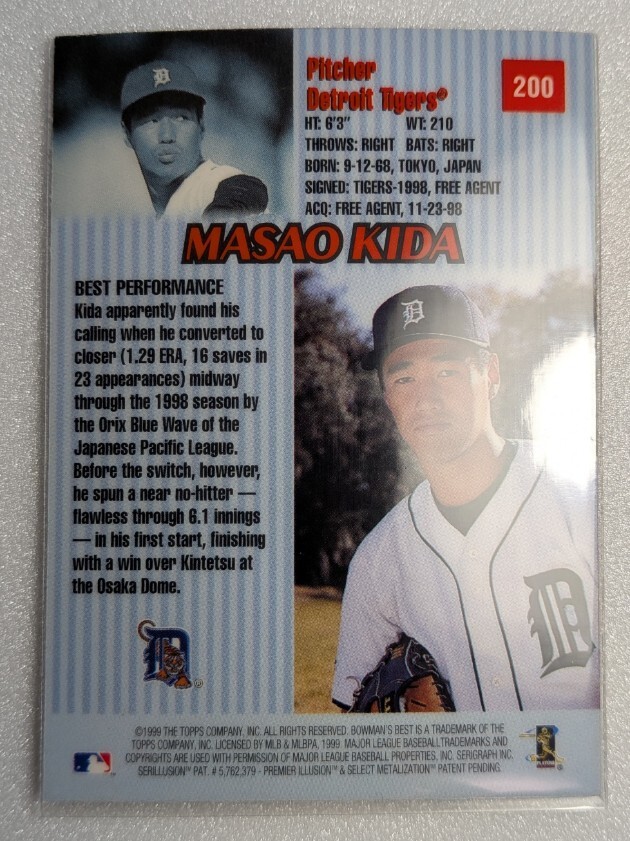 Pitcher
Detroit Tigers®
200
HT: 6'3" WT: 210
THROWS: RIGHT BATS: RIGHT
BORN: 9-12-68, TOKYO, JAPAN
SIGNED: TIGERS-1998, FREE AGENT
ACQ: FREE AGENT, 11-23-98
MASAO KIDA
BEST PERFORMANCE
Kida apparently found his
calling when he converted to
closer (1.29 ERA, 16 saves in
23 appearances) midway
through the 1998 season by
the Orix Blue Wave of the
Japanese Pacific League.
Before the switch, however,
he spun a near no-hitter —
flawless through 6.1 innings
— in his first start, finishing
with a win over Kintetsu at
the Osaka Dome.
D
D
D
D
©1999 THE TOPPS COMPANY, INC. ALL RIGHTS RESERVED. BOWMAN'S BEST IS A TRADEMARK OF THE
TOPPS COMPANY, INC. LICENSED BY MLB & MLBPA, 1999. MAJOR LEAGUE BASEBALL TRADEMARKS AND
COPYRIGHTS ARE USED WITH PERMISSION OF MAJOR LEAGUE BASEBALL PROPERTIES, INC. SERIGRAPH INC.
SERILLUSION™ PAT. # 5,762,379 - PREMIER ILLUSION™ & SELECT METALIZATION™ PATENT PENDING.